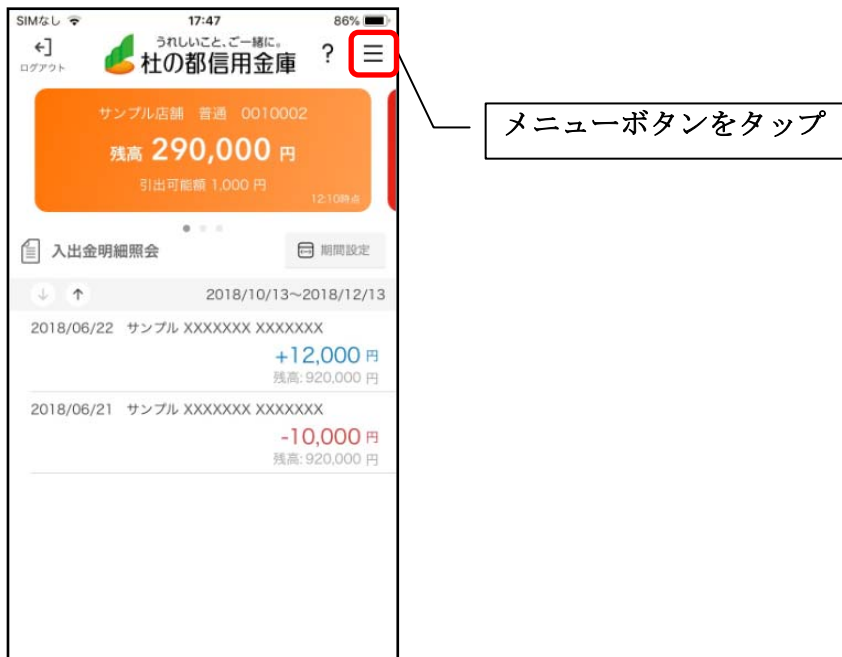 SIMなし 17:47 86%
うれしいこと、ご一緒に。
杜の都信用金庫
?
ログアウト
メニューボタンをタップ
サンプル店舗 普通 0010002
残高 290,000 円
引出可能額 1,000 円
12:10時点
入出金明細照会 期間設定
↓ ↑ 2018/10/13~2018/12/13
2018/06/22 サンプル XXXXXXX XXXXXXX
+12,000 円
残高:920,000 円
2018/06/21 サンプル XXXXXXX XXXXXXX
-10,000 円
残高:920,000 円